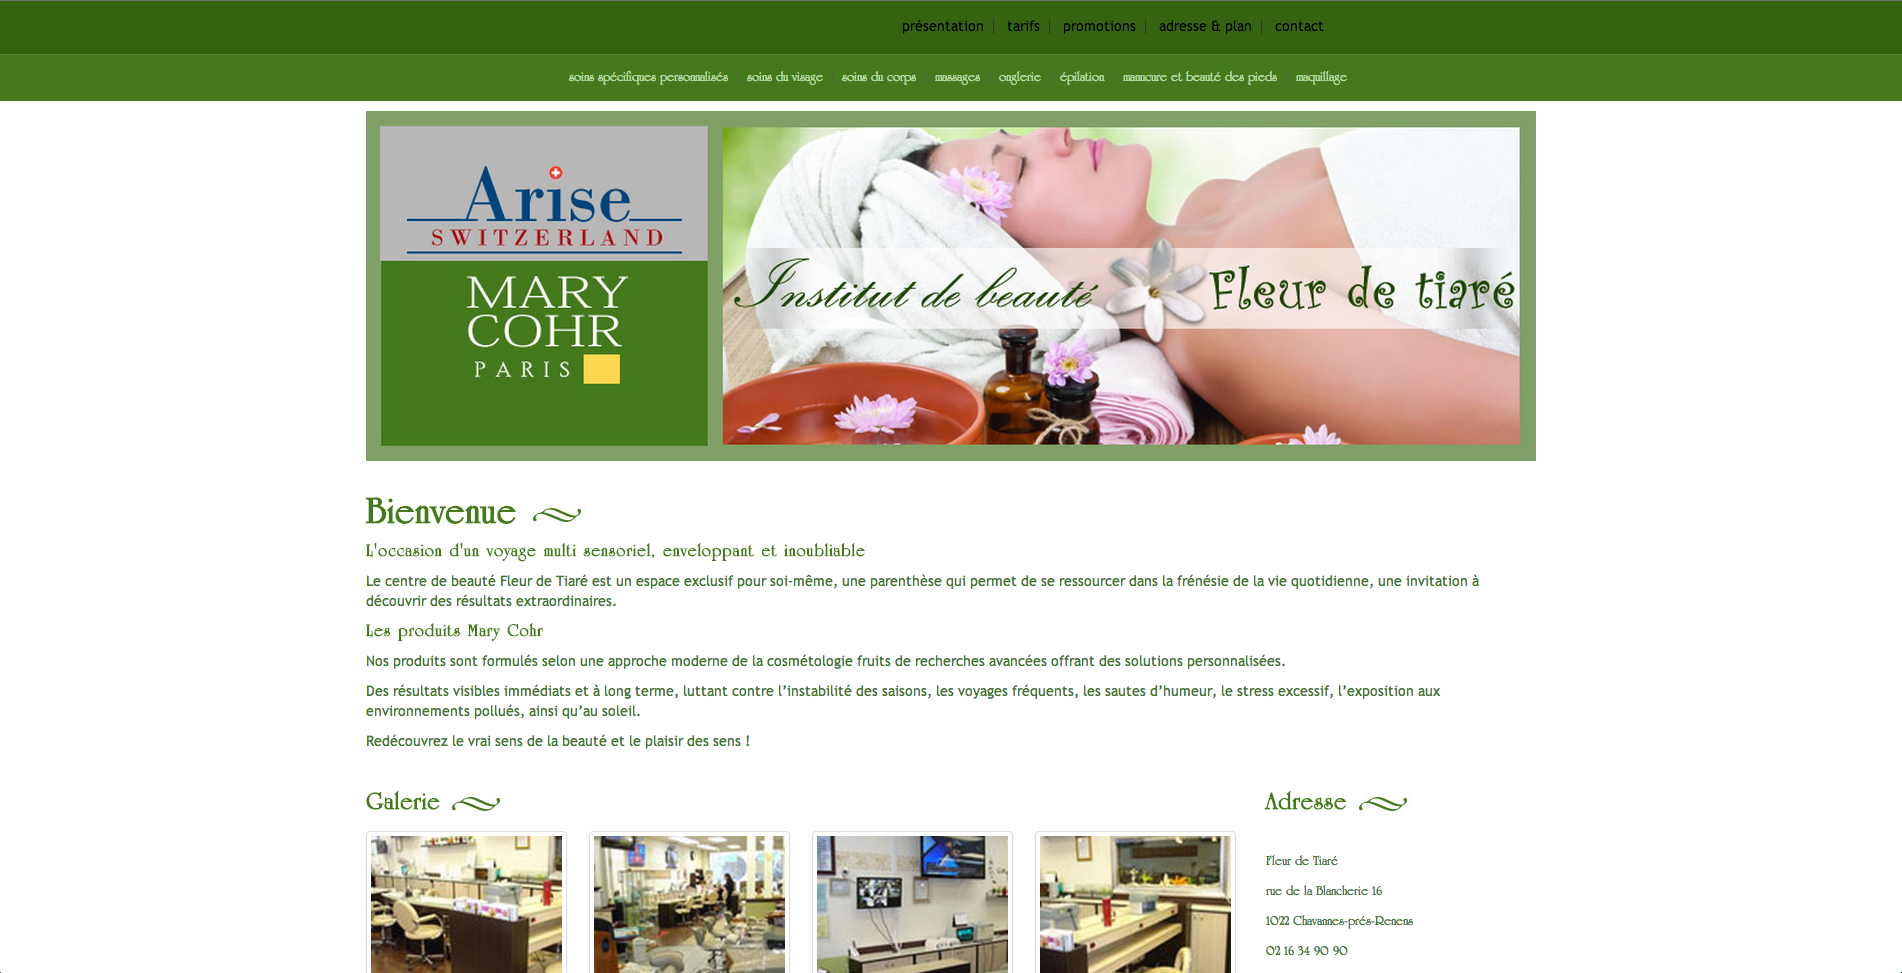 présentation tarifs promotions adresse & plan contact
soins spécifiques personnalisés soins du visage soins du corps massages onglerie épilation manucure et beauté des pieds maquillage
Arise
SWITZERLAND
MARY
COHR
PARIS
Institut de beauté Fleur de tiaré
Bienvenue
L'occasion d'un voyage multi sensoriel, enveloppant et inoubliable
Le centre de beauté Fleur de Tiaré est un espace exclusif pour soi-même, une parenthèse qui permet de se ressourcer dans la frénésie de la vie quotidienne, une invitation à
découvrir des résultats extraordinaires.
Les produits Mary Cohr
Nos produits sont formulés selon une approche moderne de la cosmétologie fruits de recherches avancées offrant des solutions personnalisées.
Des résultats visibles immédiats et à long terme, luttant contre l’instabilité des saisons, les voyages fréquents, les sautes d’humeur, le stress excessif, l’exposition aux
environnements pollués, ainsi qu’au soleil.
Redécouvrez le vrai sens de la beauté et le plaisir des sens !
Galerie
Adresse
Fleur de Tiaré
rue de la Blancherie 16
1022 Chavannes-prés-Renens
02 16 34 90 90